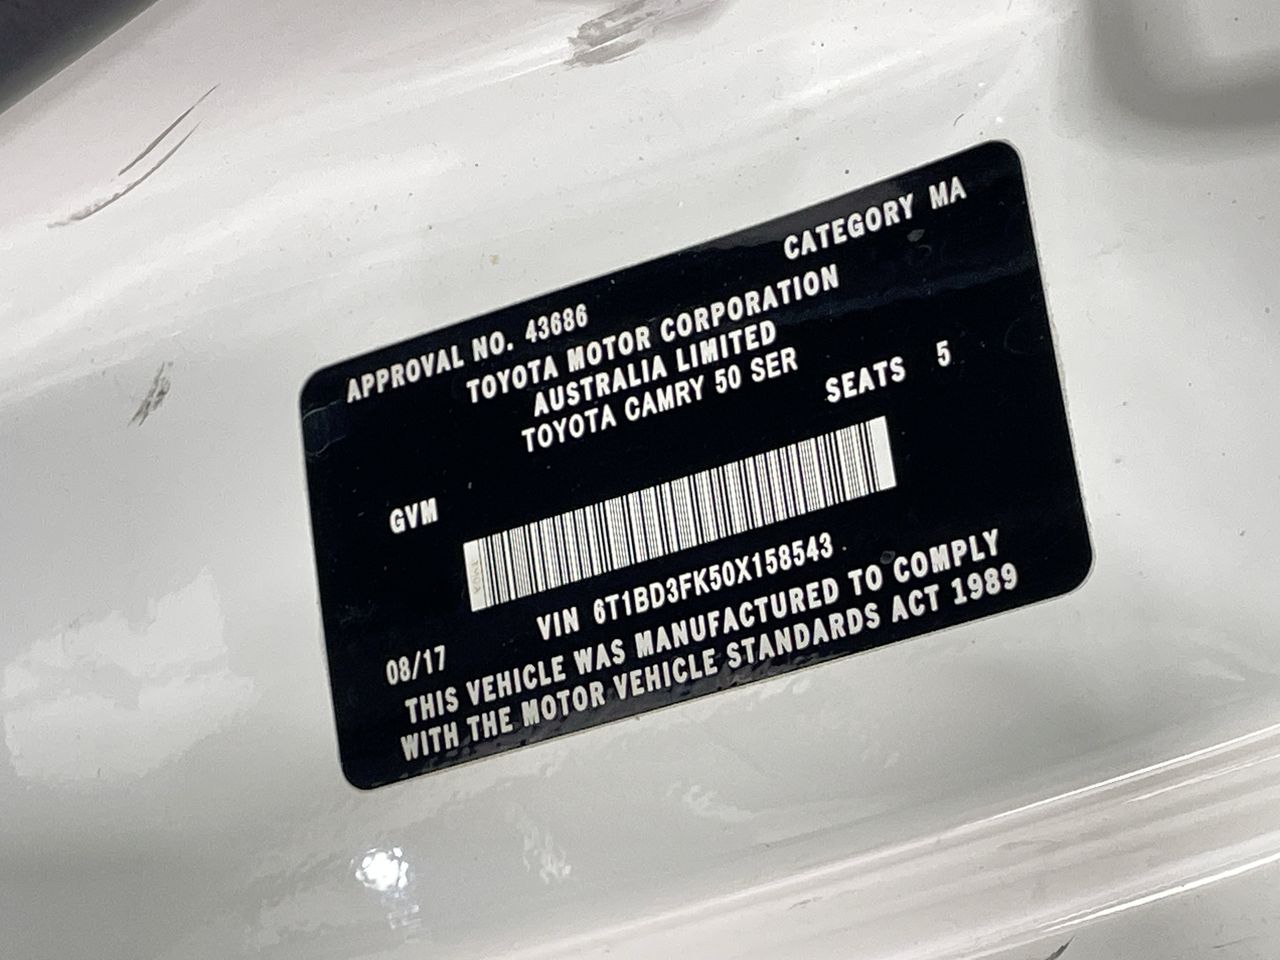 APPROVAL NO. 43686 CATEGORY MA
TOYOTA MOTOR CORPORATION
AUSTRALIA LIMITED
TOYOTA CAMRY 50 SER
SEATS 5
GVM
VIN 6T1BD3FK50X158543
08/17
THIS VEHICLE WAS MANUFACTURED TO COMPLY
WITH THE MOTOR VEHICLE STANDARDS ACT 1989